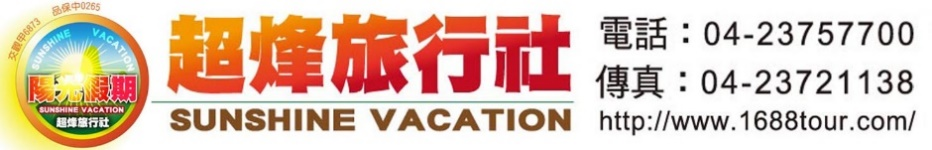 交觀甲6873 品保中0265
SUNSHINE VACATION
陽光假期
SUNSHINE VACATION
超烽旅行社
超烽旅行社
SUNSHINE VACATION
電話：04-23757700
傳真：04-23721138
http://www.1688tour.com/